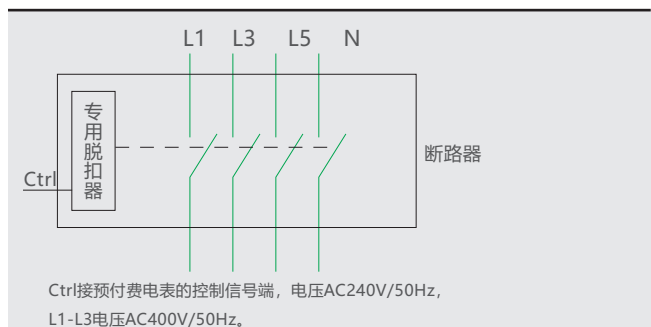 L1 L3 L5 N
专用脱扣器
Ctrl
断路器
Ctrl接预付费电表的控制信号端，电压AC240V/50Hz，
L1-L3电压AC400V/50Hz。